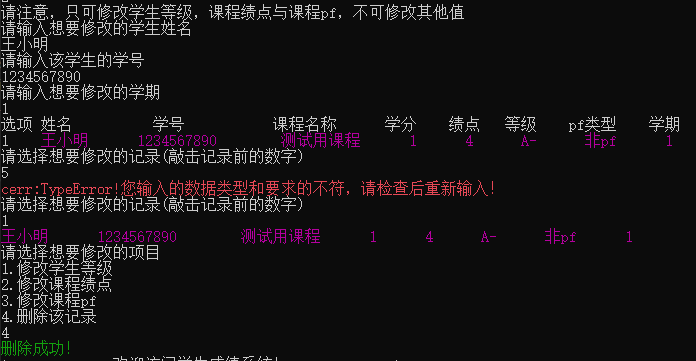 请注意，只可修改学生等级，课程绩点与课程pf，不可修改其他值
请输入想要修改的学生姓名
王小明
请输入该学生的学号
1234567890
请输入想要修改的学期
1
选项 姓名 学号 课程名称 学分 绩点 等级 pf类型 学期
1 王小明 1234567890 测试用课程 1 4 A- 非pf 1
请选择想要修改的记录(敲击记录前的数字)
5
cerr:TypeError!您输入的数据类型和要求的不符，请检查后重新输入!
请选择想要修改的记录(敲击记录前的数字)
1
王小明 1234567890 测试用课程 1 4 A- 非pf 1
请选择想要修改的项目
1.修改学生等级
2.修改课程绩点
3.修改课程pf
4.删除该记录
4
删除成功!